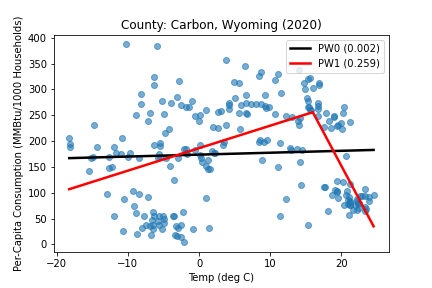 County: Carbon, Wyoming (2020)
PW0 (0.002)
PW1 (0.259)
Per-Capita Consumption (MMBtu/1000 Households)
400
350
300
250
200
150
100
50
0
−20 −10 0 10 20
Temp (deg C)